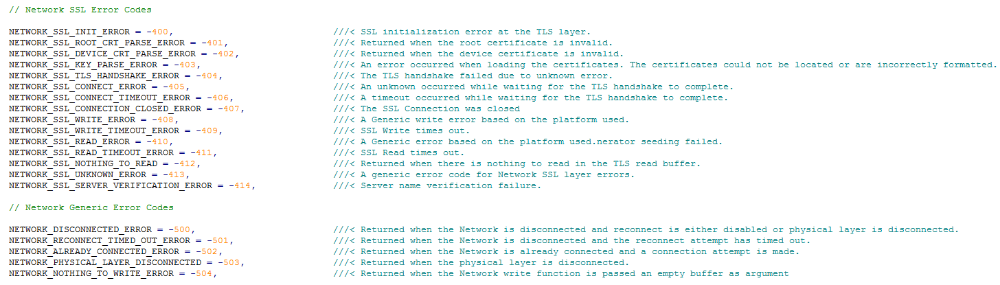 // Network SSL Error Codes
NETWORK_SSL_INIT_ERROR = -400, ///< SSL initialization error at the TLS layer.
NETWORK_SSL_ROOT_CRT_PARSE_ERROR = -401, ///< Returned when the root certificate is invalid.
NETWORK_SSL_DEVICE_CRT_PARSE_ERROR = -402, ///< Returned when the device certificate is invalid.
NETWORK_SSL_KEY_PARSE_ERROR = -403, ///< An error occurred when loading the certificates. The certificates could not be located or are incorrectly formatted.
NETWORK_SSL_TLS_HANDSHAKE_ERROR = -404, ///< The TLS handshake failed due to unknown error.
NETWORK_SSL_CONNECT_ERROR = -405, ///< An unknown occurred while waiting for the TLS handshake to complete.
NETWORK_SSL_CONNECT_TIMEOUT_ERROR = -406, ///< A timeout occurred while waiting for the TLS handshake to complete.
NETWORK_SSL_CONNECTION_CLOSED_ERROR = -407, ///< The SSL Connection was closed
NETWORK_SSL_WRITE_ERROR = -408, ///< A Generic write error based on the platform used.
NETWORK_SSL_WRITE_TIMEOUT_ERROR = -409, ///< SSL Write times out.
NETWORK_SSL_READ_ERROR = -410, ///< A Generic error based on the platform used.nerator seeding failed.
NETWORK_SSL_READ_TIMEOUT_ERROR = -411, ///< SSL Read times out.
NETWORK_SSL_NOTHING_TO_READ = -412, ///< Returned when there is nothing to read in the TLS read buffer.
NETWORK_SSL_UNKNOWN_ERROR = -413, ///< A generic error code for Network SSL layer errors.
NETWORK_SSL_SERVER_VERIFICATION_ERROR = -414, ///< Server name verification failure.
// Network Generic Error Codes
NETWORK_DISCONNECTED_ERROR = -500, ///< Returned when the Network is disconnected and reconnect is either disabled or physical layer is disconnected.
NETWORK_RECONNECT_TIMED_OUT_ERROR = -501, ///< Returned when the Network is disconnected and the reconnect attempt has timed out.
NETWORK_ALREADY_CONNECTED_ERROR = -502, ///< Returned when the Network is already connected and a connection attempt is made.
NETWORK_PHYSICAL_LAYER_DISCONNECTED = -503, ///< Returned when the physical layer is disconnected.
NETWORK_NOTHING_TO_WRITE_ERROR = -504, ///< Returned when the Network write function is passed an empty buffer as argument